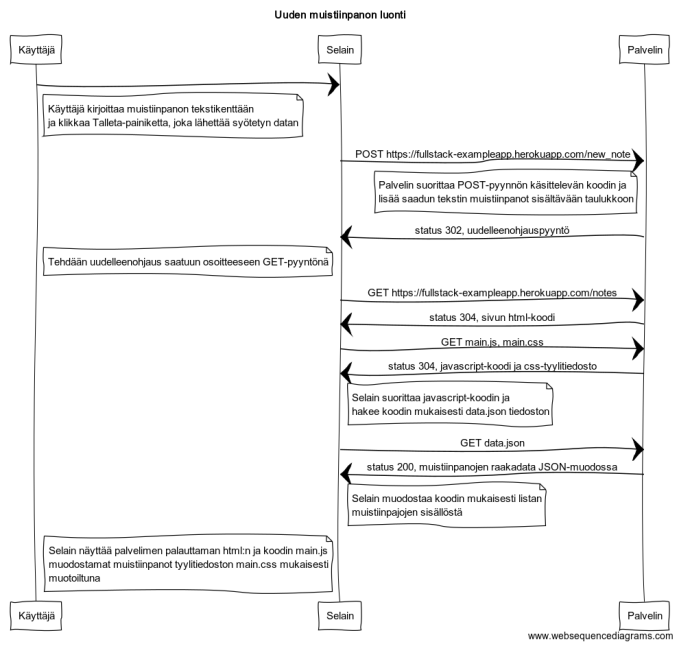 Uuden muistiinpanon luonti
Käyttäjä
Selain
Palvelin
Käyttäjä kirjoittaa muistiinpanon tekstikenttään
ja klikkaa Talleta-painiketta, joka lähettää syötetyn datan
POST https://fullstack-exampleapp.herokuapp.com/new_note
Palvelin suorittaa POST-pyynnön käsittelevän koodin ja
lisää saadun tekstin muistiinpanot sisältävään taulukkoon
status 302, uudelleenohjauspyyntö
Tehdään uudelleenohjaus saatuun osoitteeseen GET-pyyntönä
GET https://fullstack-exampleapp.herokuapp.com/notes
status 304, sivun html-koodi
GET main.js, main.css
status 304, javascript-koodi ja css-tyylitiedosto
Selain suorittaa javascript-koodin ja
hakee koodin mukaisesti data.json tiedoston
GET data.json
status 200, muistiinpanojen raakadata JSON-muodossa
Selain muodostaa koodin mukaisesti listan
muistiinpajojen sisällöstä
Selain näyttää palvelimen palauttaman html:n ja koodin main.js
muodostamat muistiinpanot tyylitiedoston main.css mukaisesti
muotoiltuna
Käyttäjä
Selain
Palvelin
www.websequencediagrams.com